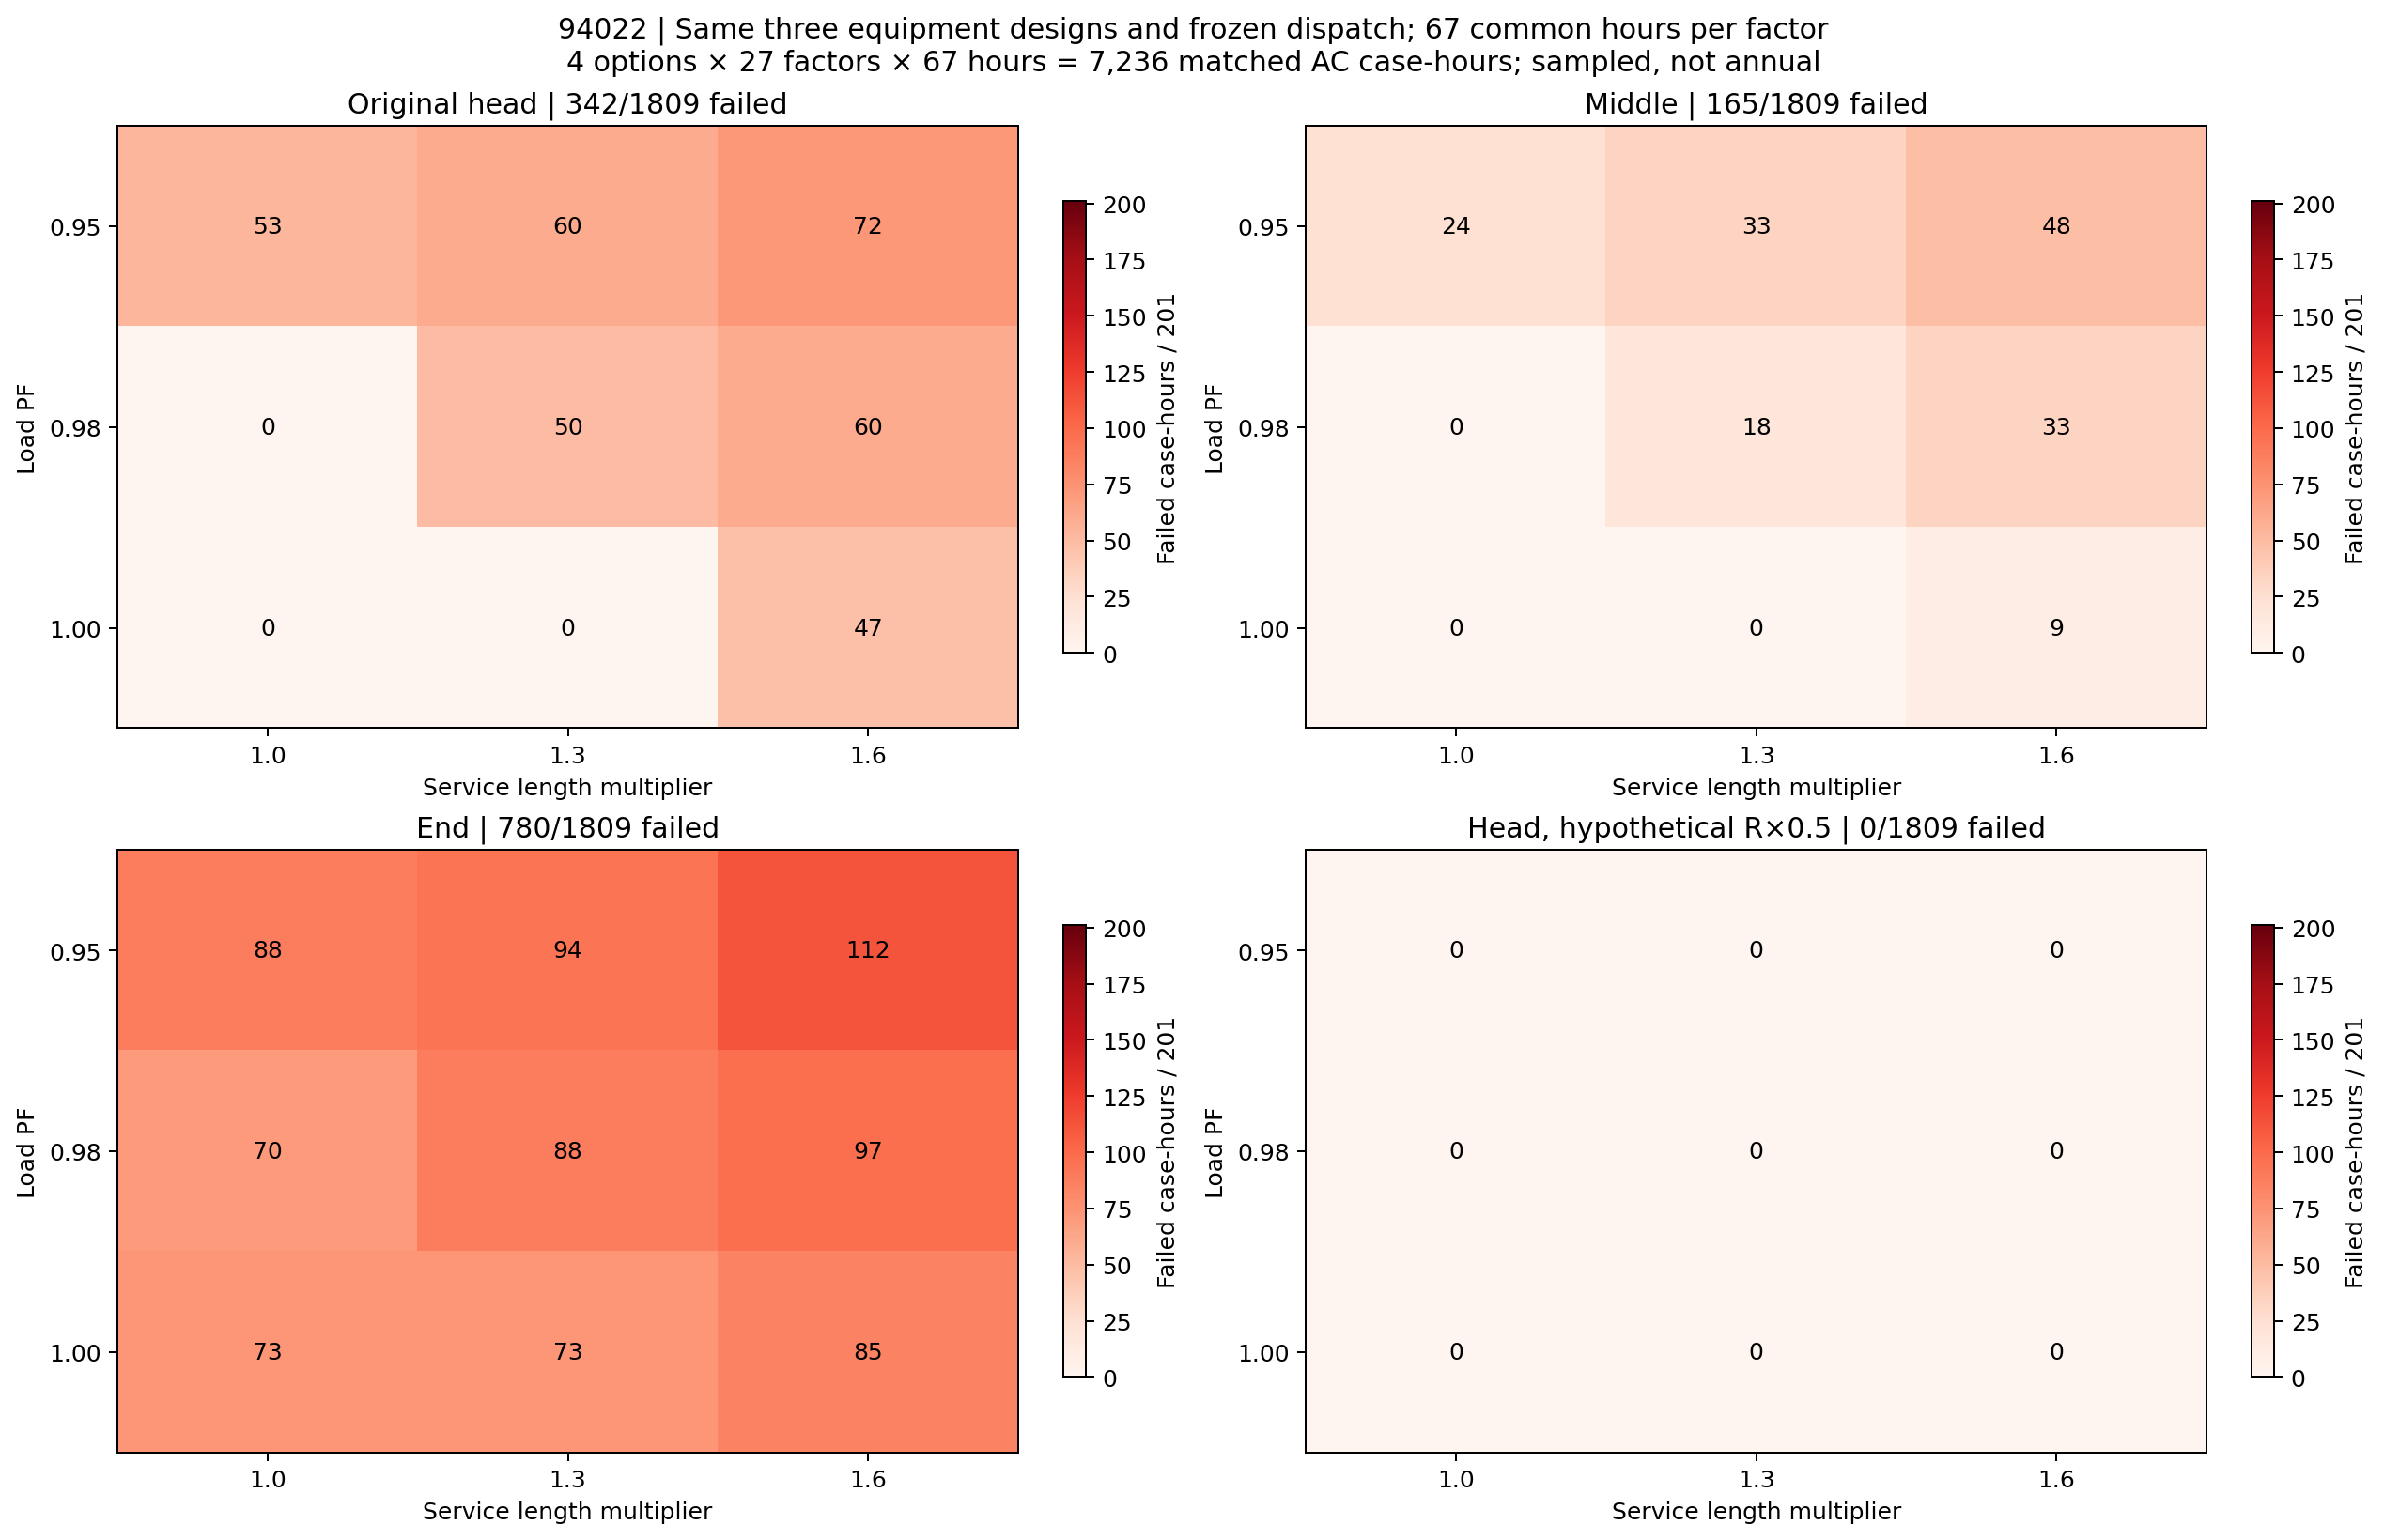 94022 | Same three equipment designs and frozen dispatch; 67 common hours per factor
4 options × 27 factors × 67 hours = 7,236 matched AC case-hours; sampled, not annual
Original head | 342/1809 failed
Load PF
0.95
0.98
1.00
53 60 72
0 50 60
0 0 47
1.0 1.3 1.6
Service length multiplier
200
175
150
125
100
75
50
25
0
Failed case-hours / 201
Middle | 165/1809 failed
Load PF
0.95
0.98
1.00
24 33 48
0 18 33
0 0 9
1.0 1.3 1.6
Service length multiplier
200
175
150
125
100
75
50
25
0
Failed case-hours / 201
End | 780/1809 failed
Load PF
0.95
0.98
1.00
88 94 112
70 88 97
73 73 85
1.0 1.3 1.6
Service length multiplier
200
175
150
125
100
75
50
25
0
Failed case-hours / 201
Head, hypothetical R×0.5 | 0/1809 failed
Load PF
0.95
0.98
1.00
0 0 0
0 0 0
0 0 0
1.0 1.3 1.6
Service length multiplier
200
175
150
125
100
75
50
25
0
Failed case-hours / 201